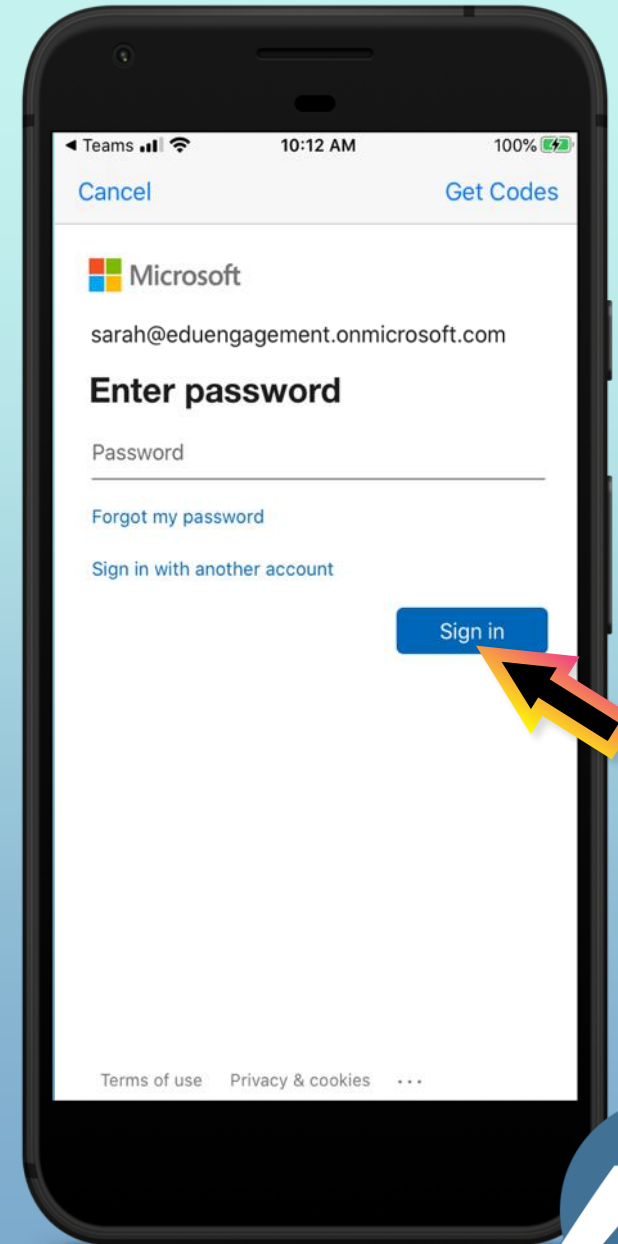 Teams 10:12 AM 100%
Cancel Get Codes
Microsoft
sarah@eduengagement.onmicrosoft.com
Enter password
Password
Forgot my password
Sign in with another account
Sign in
Terms of use Privacy & cookies ...